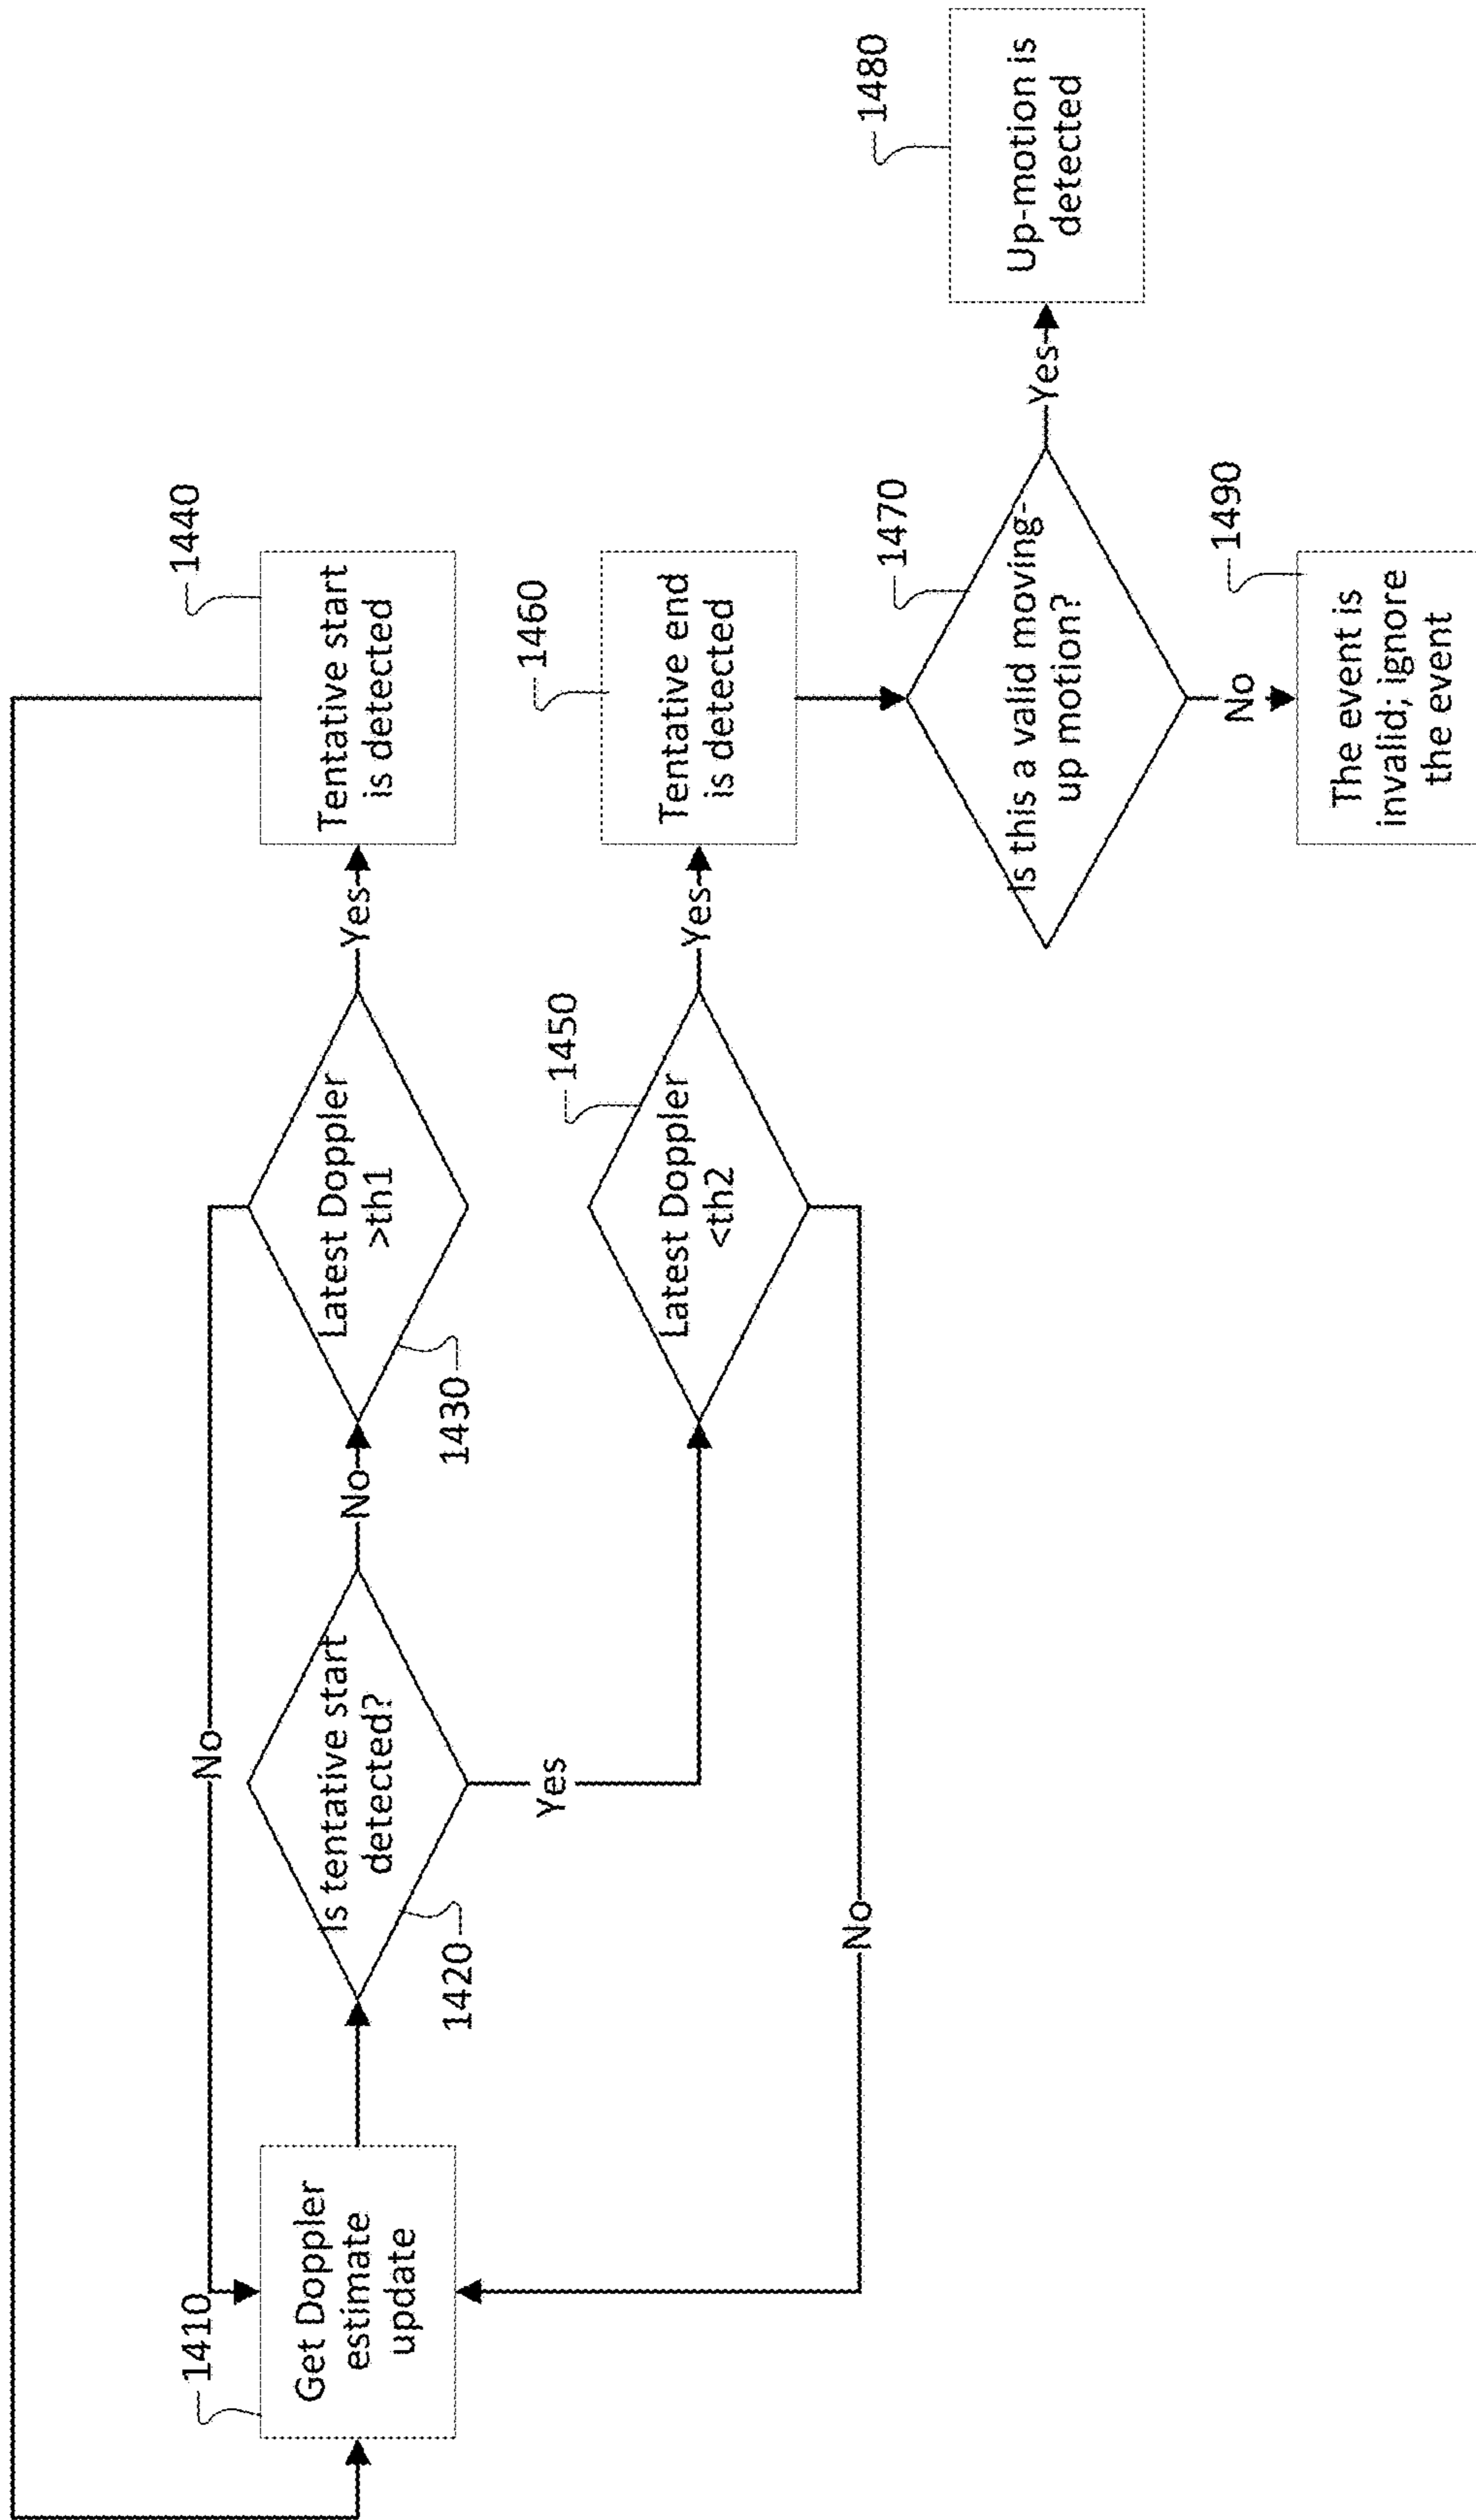 1410
Get Doppler
estimate
update
1420
Is tentative start
detected?
No
Yes
1430
Latest Doppler
>th1
No
Yes
1440
Tentative start
is detected
1450
Latest Doppler
<th2
No
Yes
1460
Tentative end
is detected
1470
Is this a valid moving-
up motion?
Yes
No
1480
Up-motion is
detected
1490
The event is
invalid; ignore
the event